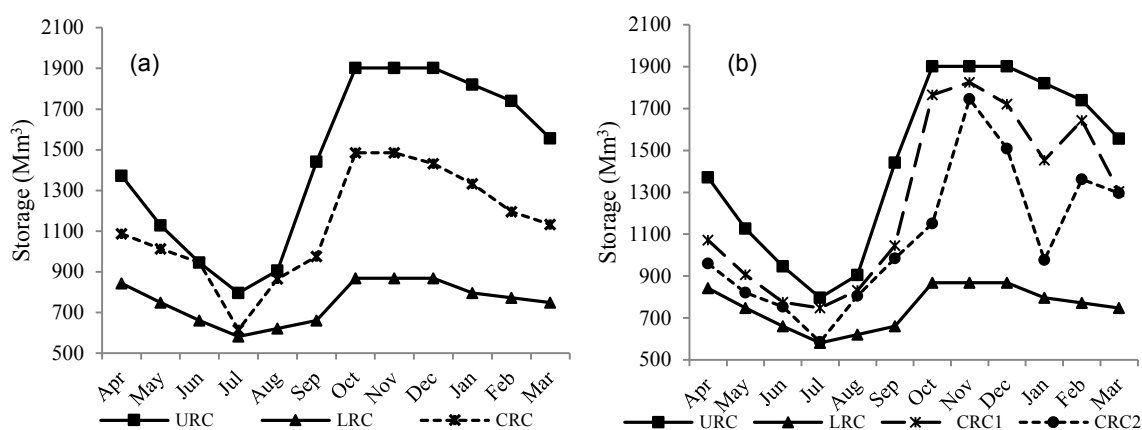 2100
1900
1700
1500
1300
1100
900
700
500
Storage (Mm³)
(a)
Apr
May
Jun
Jul
Aug
Sep
Oct
Nov
Dec
Jan
Feb
Mar
URC
LRC
CRC
2100
1900
1700
1500
1300
1100
900
700
500
Storage (Mm³)
(b)
Apr
May
Jun
Jul
Aug
Sep
Oct
Nov
Dec
Jan
Feb
Mar
URC
LRC
CRC1
CRC2